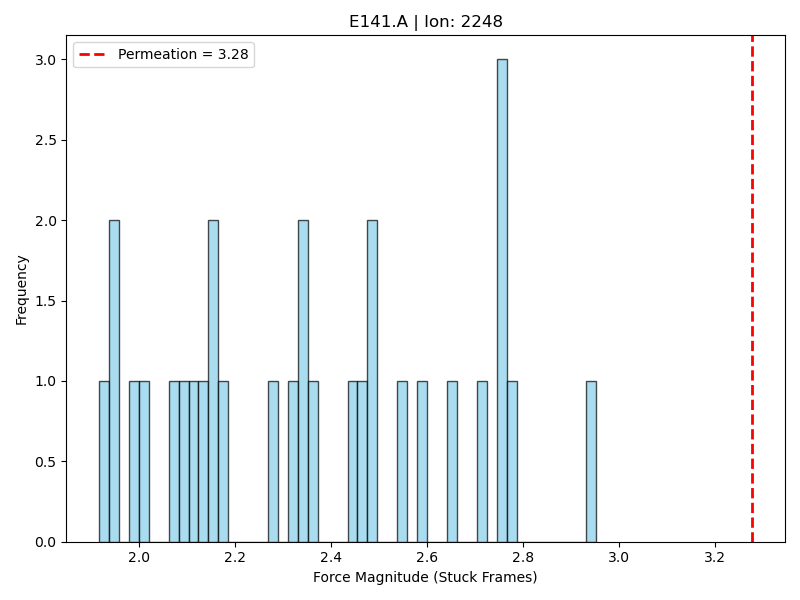 E141.A | Ion: 2248
Permeation = 3.28
3.0
2.5
2.0
1.5
1.0
0.5
0.0
Frequency
2.0 2.2 2.4 2.6 2.8 3.0 3.2
Force Magnitude (Stuck Frames)